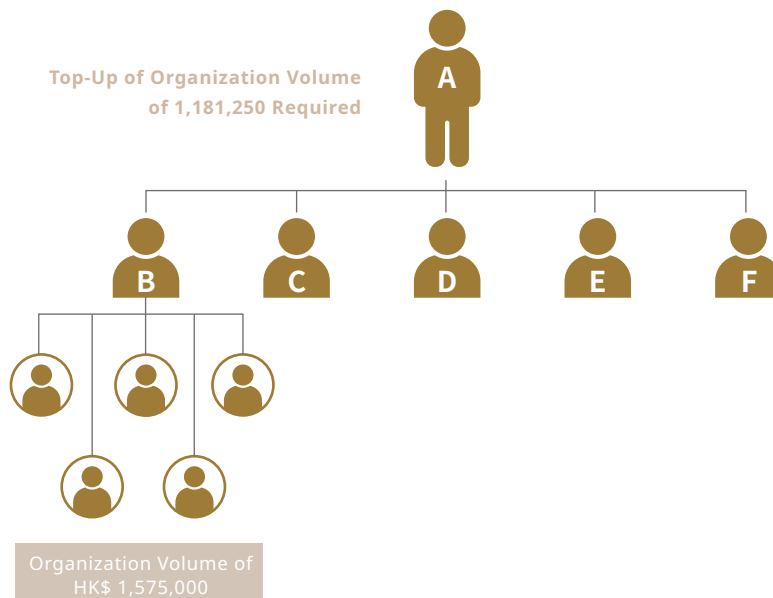 Top-Up of Organization Volume
of 1,181,250 Required
A
B
C
D
E
F
Organization Volume of
HK$ 1,575,000